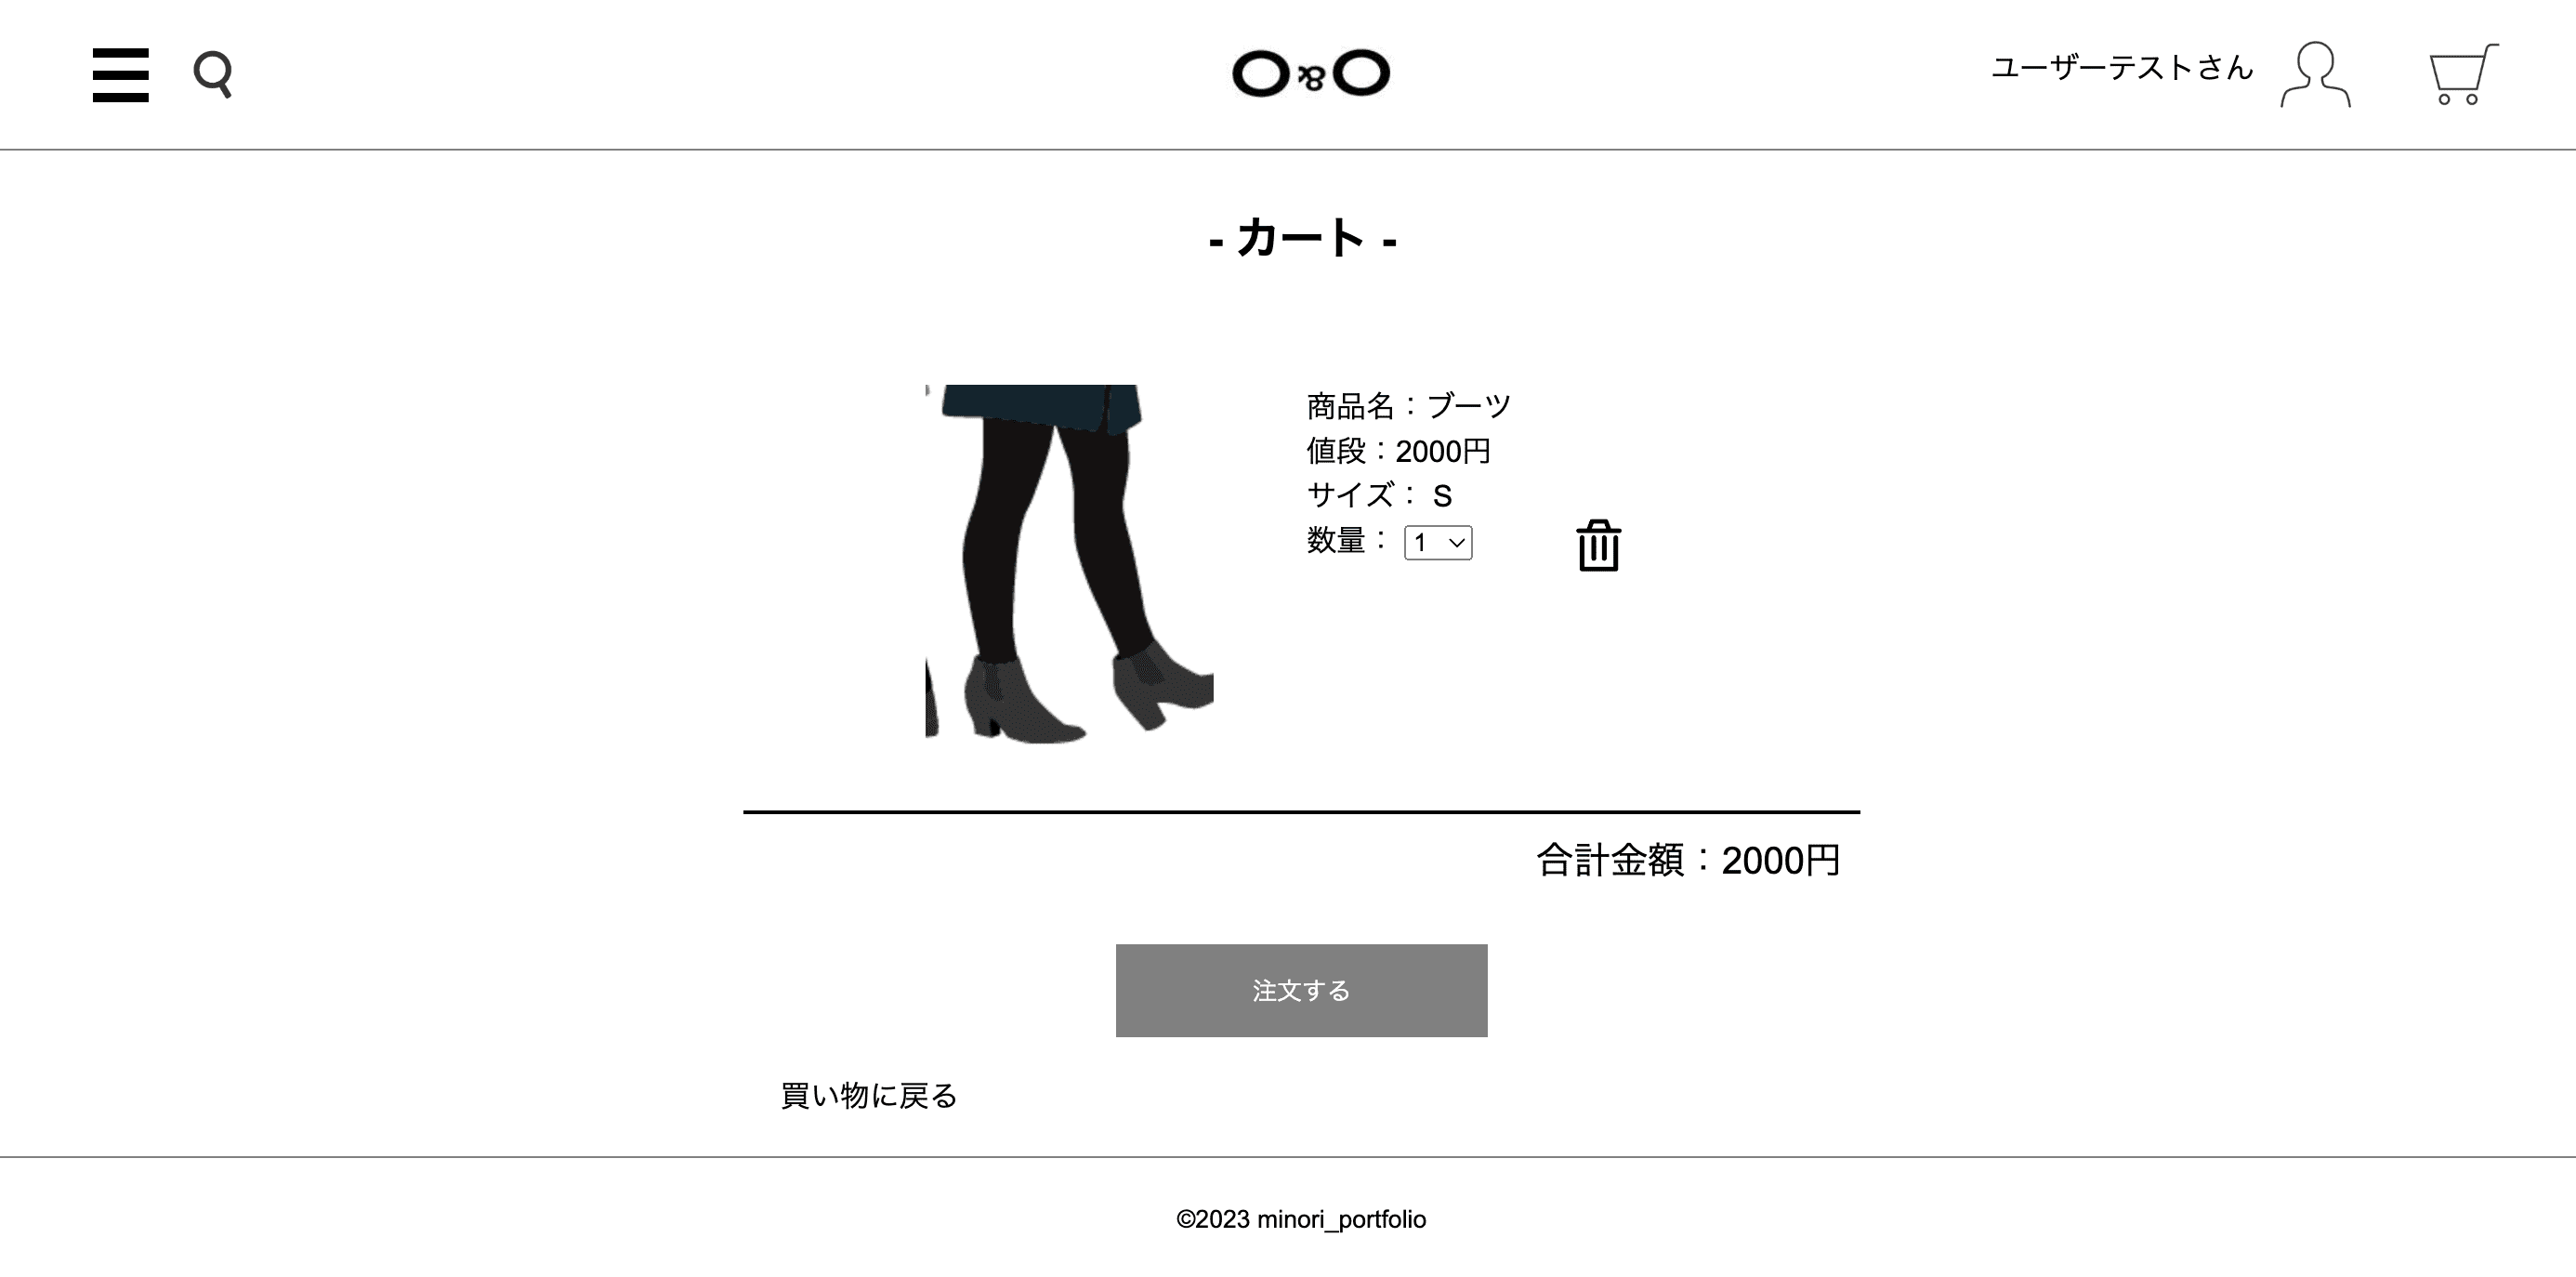 O&O
ユーザーテストさん
- カート -
商品名：ブーツ
値段：2000円
サイズ： S
数量： 1
合計金額：2000円
注文する
買い物に戻る
©2023 minori_portfolio